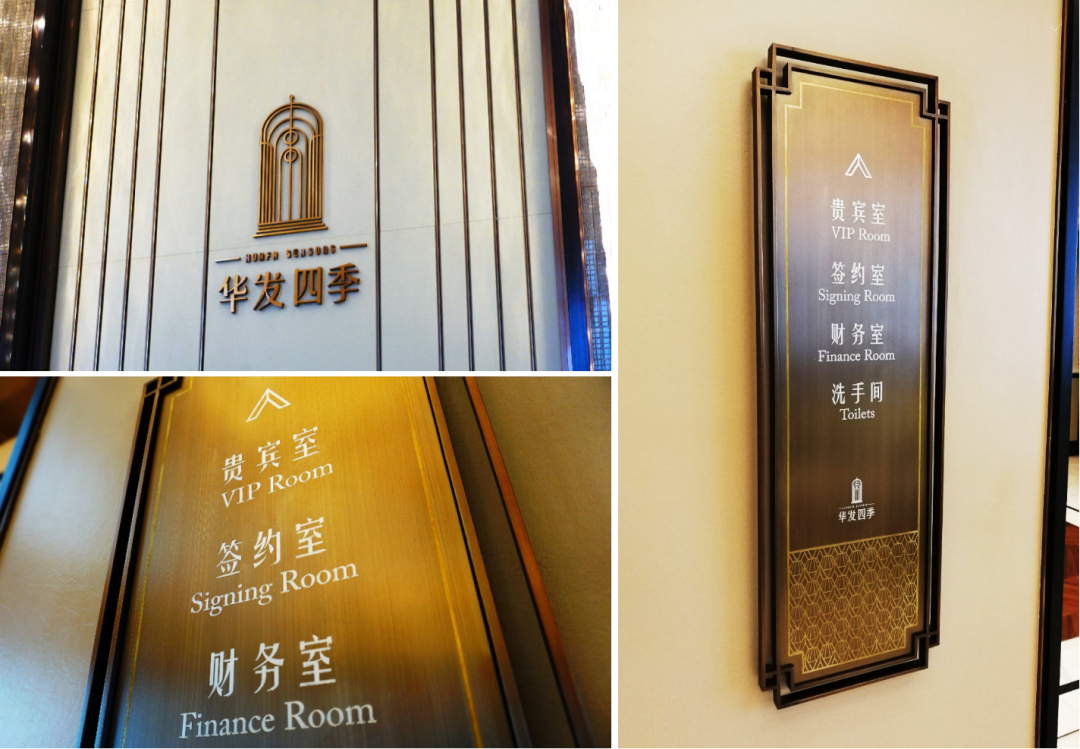 HUAFA SEASONS
华发四季
贵宾室
VIP Room
签约室
Signing Room
财务室
Finance Room
贵宾室
VIP Room
签约室
Signing Room
财务室
Finance Room
洗手间
Toilets
华发四季